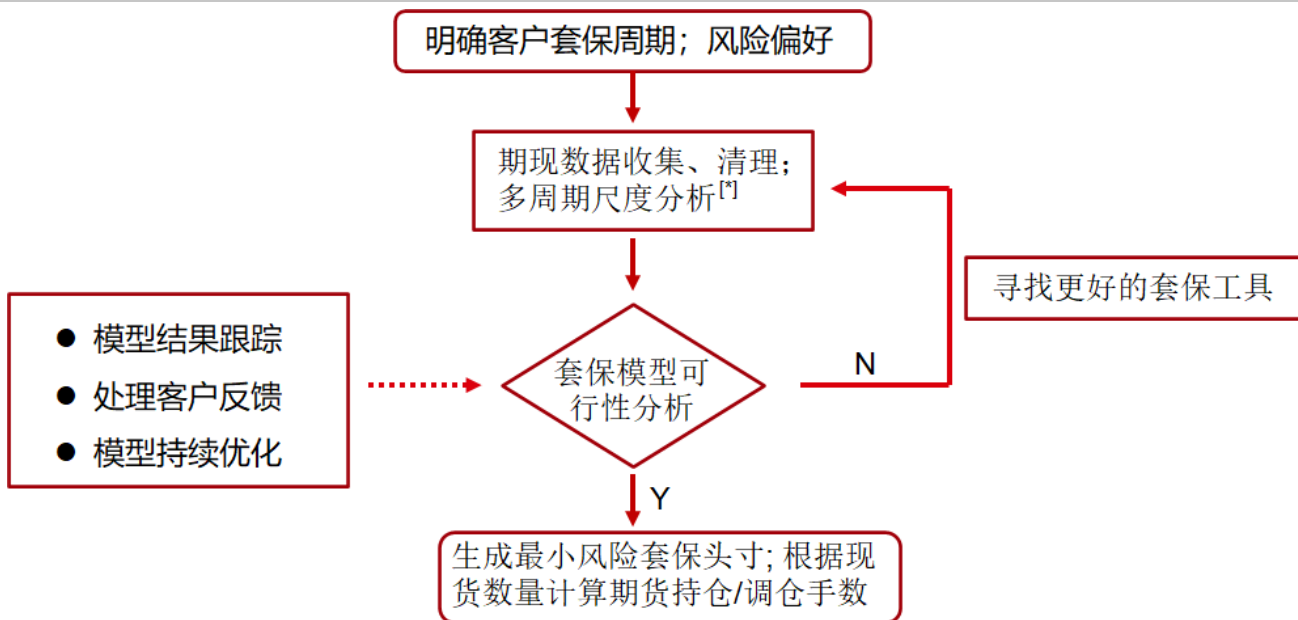 明确客户套保周期；风险偏好
期现数据收集、清理；
多周期尺度分析[*]
寻找更好的套保工具
● 模型结果跟踪
● 处理客户反馈
● 模型持续优化
套保模型可
行性分析
N
Y
生成最小风险套保头寸; 根据现
货数量计算期货持仓/调仓手数